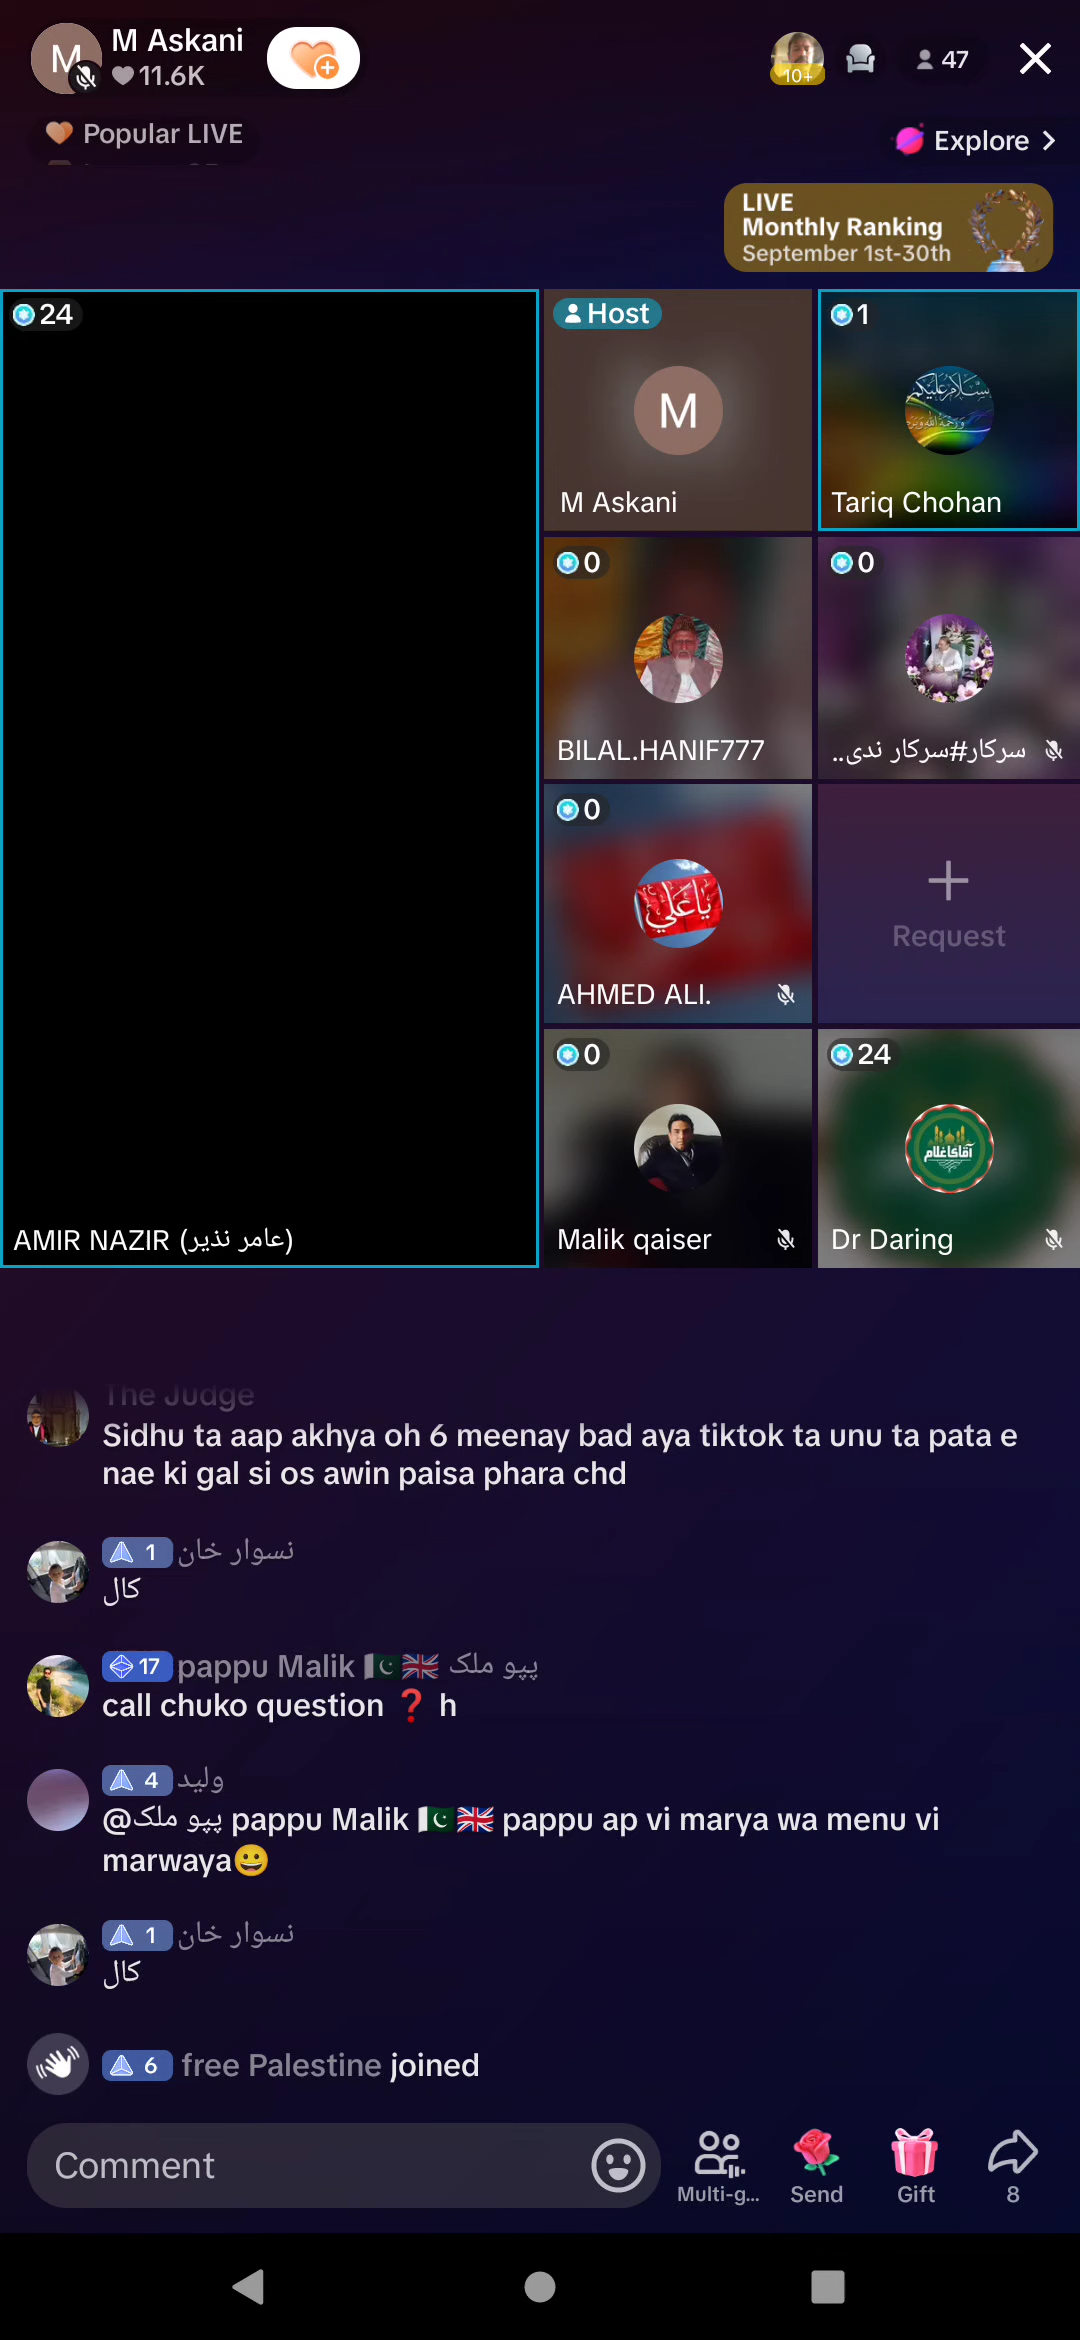 M Askani
11.6K
10+
47
Popular LIVE
Explore
LIVE
Monthly Ranking
September 1st-30th
24
AMIR NAZIR (عامر نذیر)
Host
M
M Askani
1
Tariq Chohan
0
BILAL.HANIF777
0
سرکار#سرکار ندی..
0
یاعلي
AHMED ALI.
Request
0
Malik qaiser
24
آقاکاغلام
Dr Daring
The Judge
Sidhu ta aap akhya oh 6 meenay bad aya tiktok ta unu ta pata e
nae ki gal si os awin paisa phara chd
1 نسوار خان
کال
17 pappu Malik 🇵🇰🇬🇧 پپو ملک
call chuko question ❓ h
4 ولید
@پپو ملک pappu Malik 🇵🇰🇬🇧 pappu ap vi marya wa menu vi
marwaya😀
1 نسوار خان
کال
6 free Palestine joined
Comment
Multi-g...
Send
Gift
8